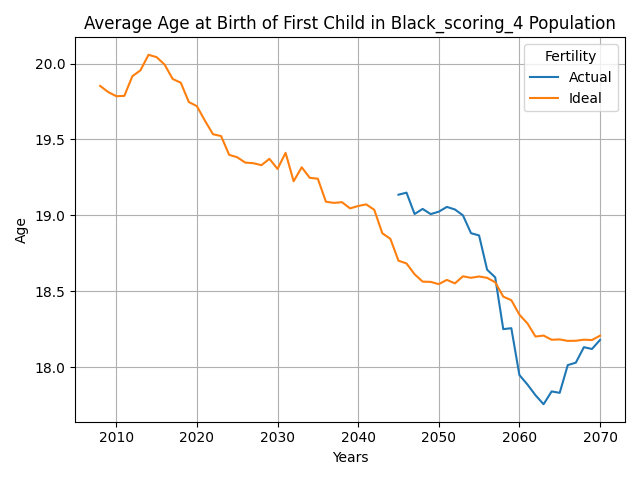 Average Age at Birth of First Child in Black_scoring_4 Population
Fertility
Actual
Ideal
Age
20.0
19.5
19.0
18.5
18.0
2010 2020 2030 2040 2050 2060 2070
Years